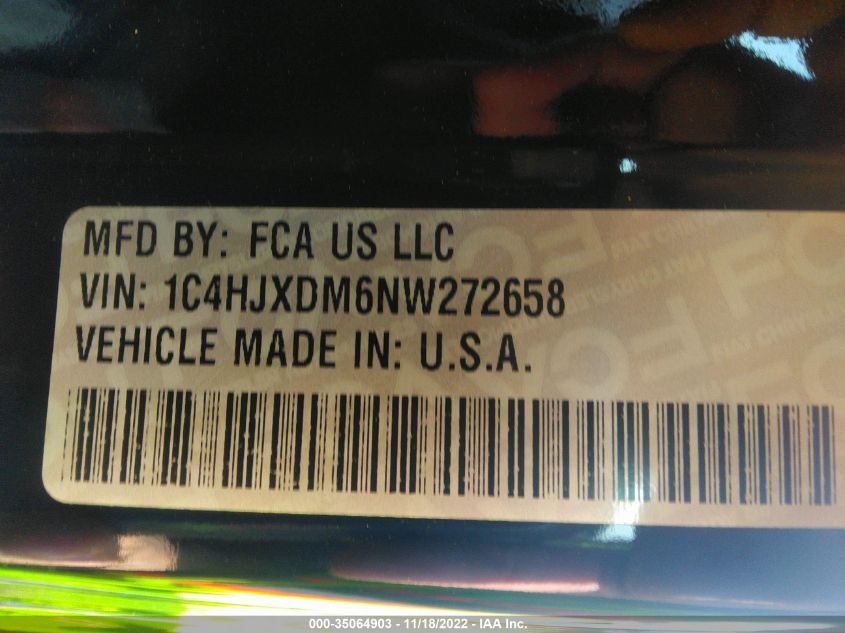 MFD BY: FCA US LLC
VIN: 1C4HJXDM6NW272658
VEHICLE MADE IN: U.S.A.
000-35064903 - 11/18/2022 - IAA Inc.